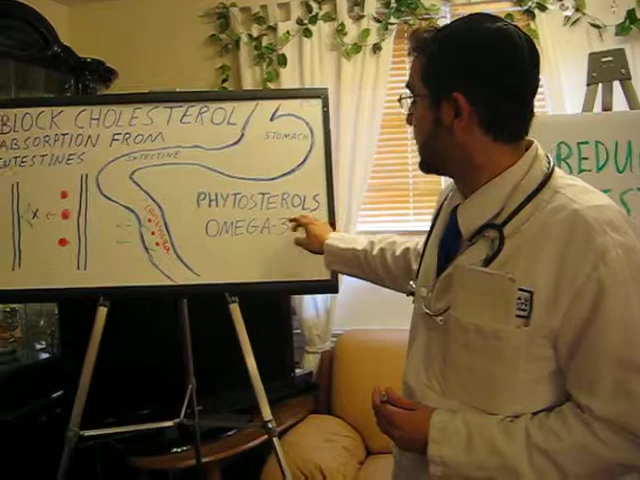 BLOCK CHOLESTEROL
ABSORPTION FROM
INTESTINES
STOMACH
INTESTINE
PHYTOSTEROLS
OMEGA-3
X
REDU